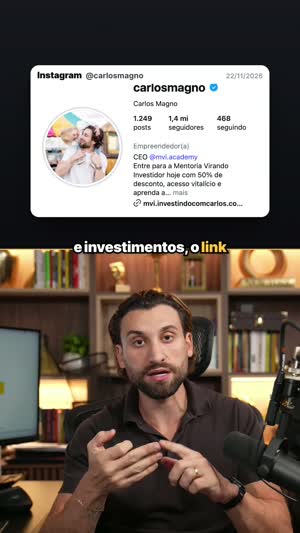 Instagram @carlosmagno 22/11/2026
carlosmagno
Carlos Magno
1.249 1,4 mi 468
posts seguidores seguindo
Empreendedor(a)
CEO @mvi.academy
Entre para a Mentoria Virando
Investidor hoje com 50% de
desconto, acesso vitalício e
aprenda a... mais
mvi.investindocomcarlos.co...
e investimentos, o link